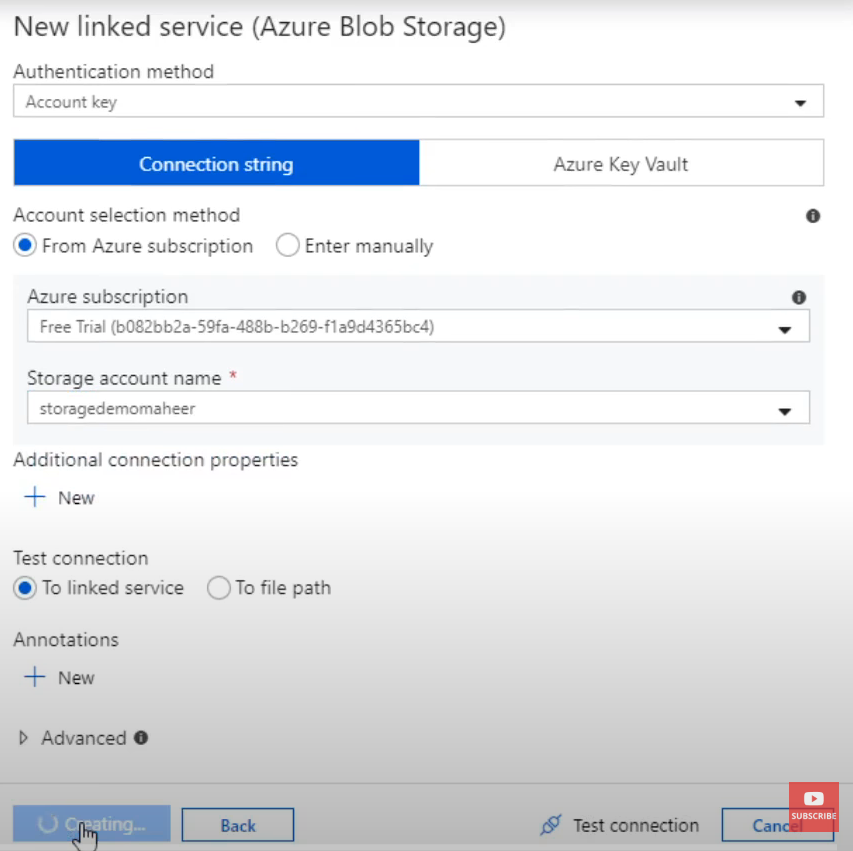 New linked service (Azure Blob Storage)
Authentication method
Account key
Connection string
Azure Key Vault
Account selection method
From Azure subscription
Enter manually
Azure subscription
Free Trial (b082bb2a-59fa-488b-b269-f1a9d4365bc4)
Storage account name *
storagedemomaheer
Additional connection properties
New
Test connection
To linked service
To file path
Annotations
New
Advanced
Creating...
Back
Test connection
Cancel
SUBSCRIBE